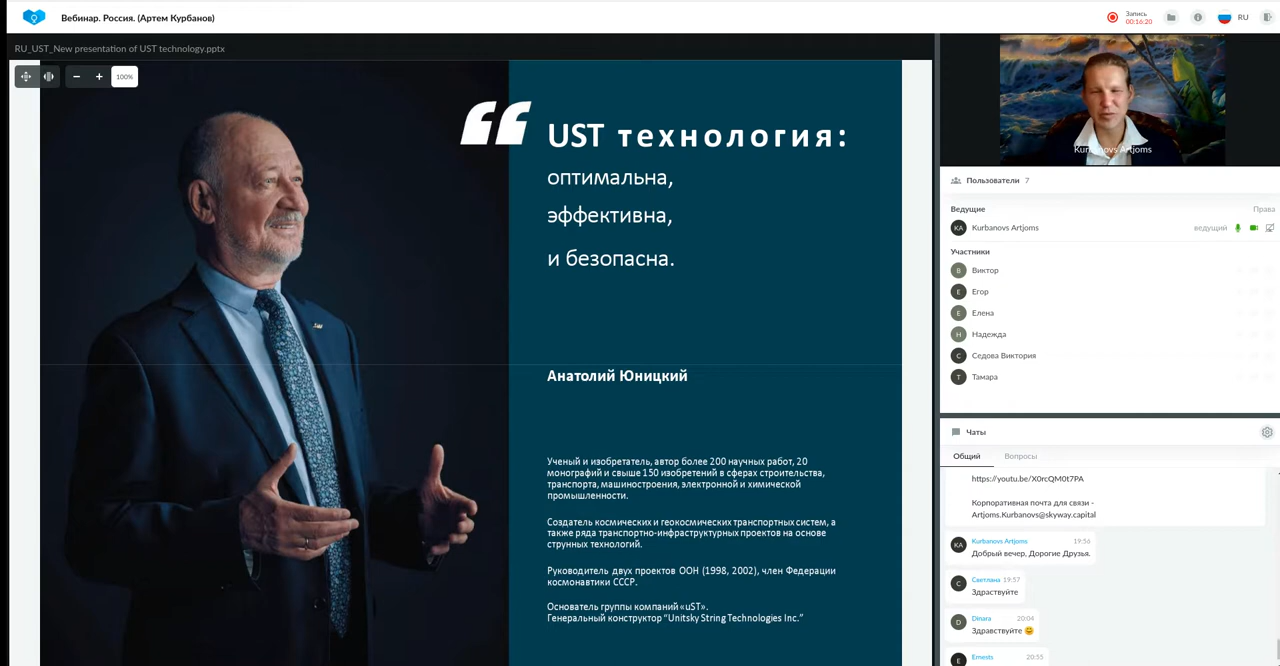 Вебинар. Россия. (Артем Курбанов)
Запись
00:16:20
RU
RU_UST_New presentation of UST technology.pptx
100%
UST технология:
оптимальна,
эффективна,
и безопасна.
Анатолий Юницкий
Ученый и изобретатель, автор более 200 научных работ, 20
монографий и свыше 150 изобретений в сферах строительства,
транспорта, машиностроения, электронной и химической
промышленности.
Создатель космических и геокосмических транспортных систем, а
также ряда транспортно-инфраструктурных проектов на основе
струнных технологий.
Руководитель двух проектов ООН (1998, 2002), член Федерации
космонавтики СССР.
Основатель группы компаний «uST».
Генеральный конструктор “Unitsky String Technologies Inc.”
Kurbanovs Artjoms
Пользователи 7
Ведущие Права
KA Kurbanovs Artjoms ведущий
Участники
В Виктор
Е Егор
Е Елена
Н Надежда
С Седова Виктория
Т Тамара
Чаты
Общий Вопросы
https://youtu.be/X0rcQM0t7PA
Корпоративная почта для связи -
Artjoms.Kurbanovs@skyway.capital
KA Kurbanovs Artjoms 19:56
Добрый вечер, Дорогие Друзья.
С Светлана 19:57
Здраствуйте
D Dinara 20:04
Здравствуйте 😊
E Ernests 20:55